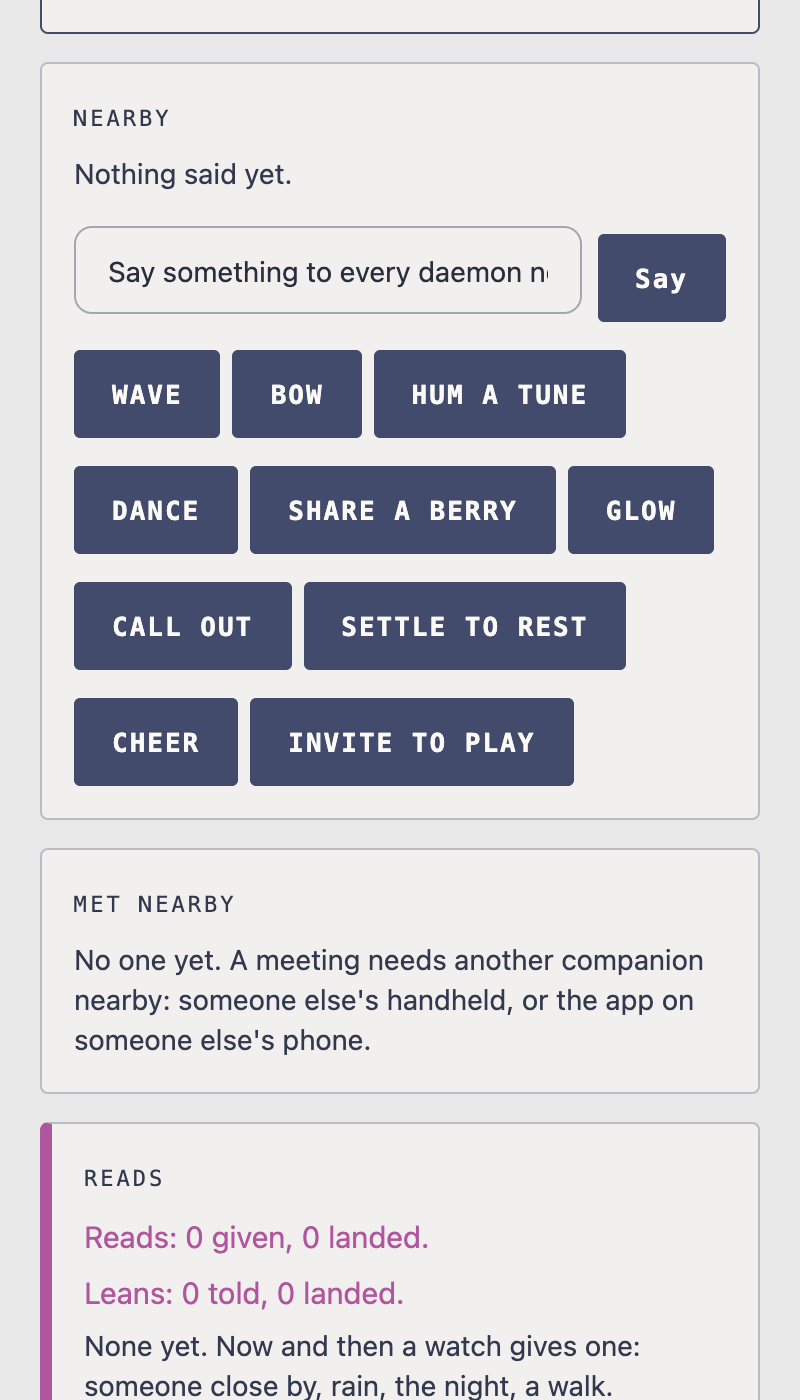 NEARBY
Nothing said yet.
Say something to every daemon
Say
WAVE BOW HUM A TUNE
DANCE SHARE A BERRY GLOW
CALL OUT SETTLE TO REST
CHEER INVITE TO PLAY
MET NEARBY
No one yet. A meeting needs another companion
nearby: someone else's handheld, or the app on
someone else's phone.
READS
Reads: 0 given, 0 landed.
Leans: 0 told, 0 landed.
None yet. Now and then a watch gives one:
someone close by, rain, the night, a walk.